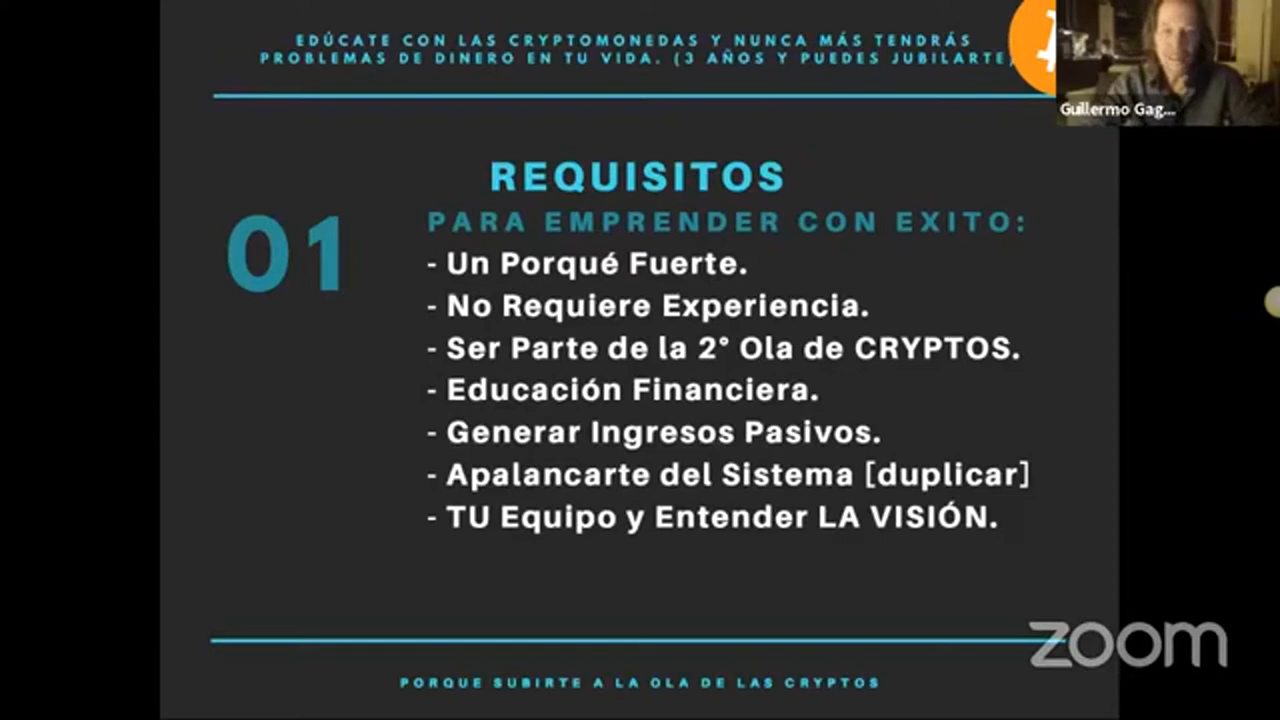 EDÚCATE CON LAS CRYPTOMONEDAS Y NUNCA MÁS TENDRÁS
PROBLEMAS DE DINERO EN TU VIDA. (3 AÑOS Y PUEDES JUBILARTE)
Guillermo Gag...
REQUISITOS
01
PARA EMPRENDER CON EXITO:
- Un Porqué Fuerte.
- No Requiere Experiencia.
- Ser Parte de la 2° Ola de CRYPTOS.
- Educación Financiera.
- Generar Ingresos Pasivos.
- Apalancarte del Sistema [duplicar]
- TU Equipo y Entender LA VISIÓN.
zoom
PORQUE SUBIRTE A LA OLA DE LAS CRYPTOS